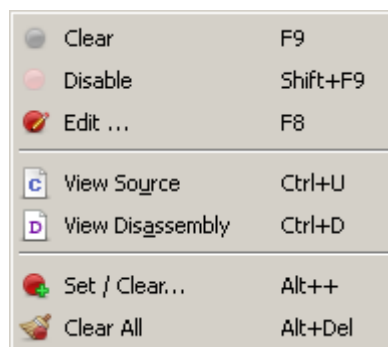 Clear F9
Disable Shift+F9
Edit ... F8
View Source Ctrl+U
View Disassembly Ctrl+D
Set / Clear... Alt++
Clear All Alt+Del